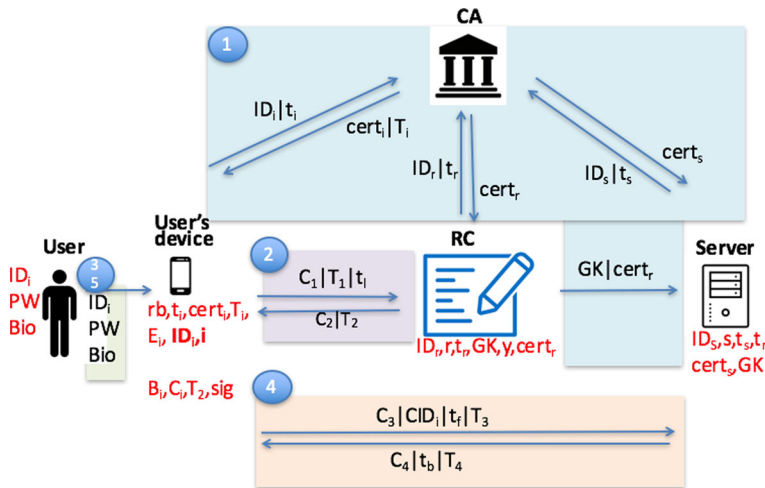 CA
1
IDᵢ|tᵢ
certᵢ|Tᵢ
IDᵣ|tᵣ
certᵣ
certₛ
IDₛ|tₛ
User
User's
device
2
RC
Server
3
5
IDᵢ
PW
Bio
IDᵢ
PW
Bio
rb,tᵢ,certᵢ,Tᵢ,
Eᵢ, IDᵢ,i
Bᵢ,Cᵢ,T₂,sig
C₁|T₁|tₗ
C₂|T₂
GK|certᵣ
IDᵣ,r,tᵣ,GK,y,certᵣ
IDₛ,s,tₛ,tᵣ
certₛ,GK
4
C₃|CIDᵢ|t_f|T₃
C₄|t_b|T₄